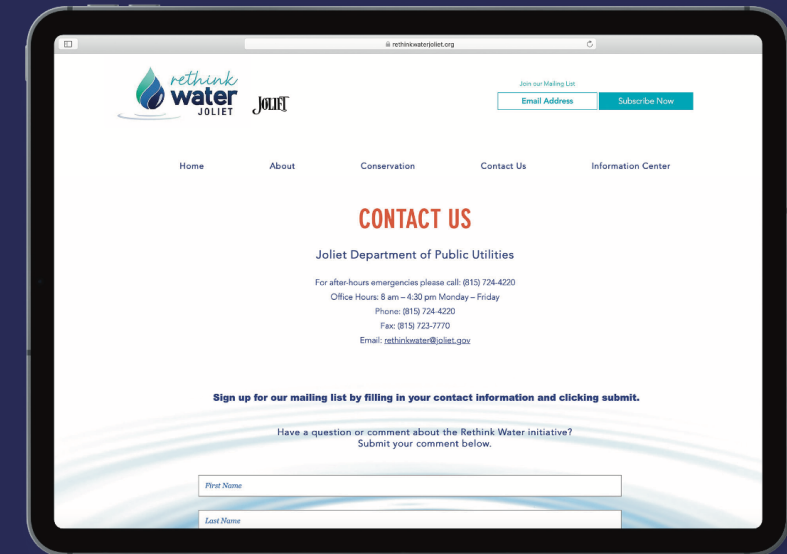 rethinkwaterjoliet.org
rethink
water
JOLIET
JOLIET
Join our Mailing List
Email Address
Subscribe Now
Home
About
Conservation
Contact Us
Information Center
CONTACT US
Joliet Department of Public Utilities
For after-hours emergencies please call: (815) 724-4220
Office Hours: 8 am – 4:30 pm Monday – Friday
Phone: (815) 724-4220
Fax: (815) 723-7770
Email: rethinkwater@joliet.gov
Sign up for our mailing list by filling in your contact information and clicking submit.
Have a question or comment about the Rethink Water initiative?
Submit your comment below.
First Name
Last Name